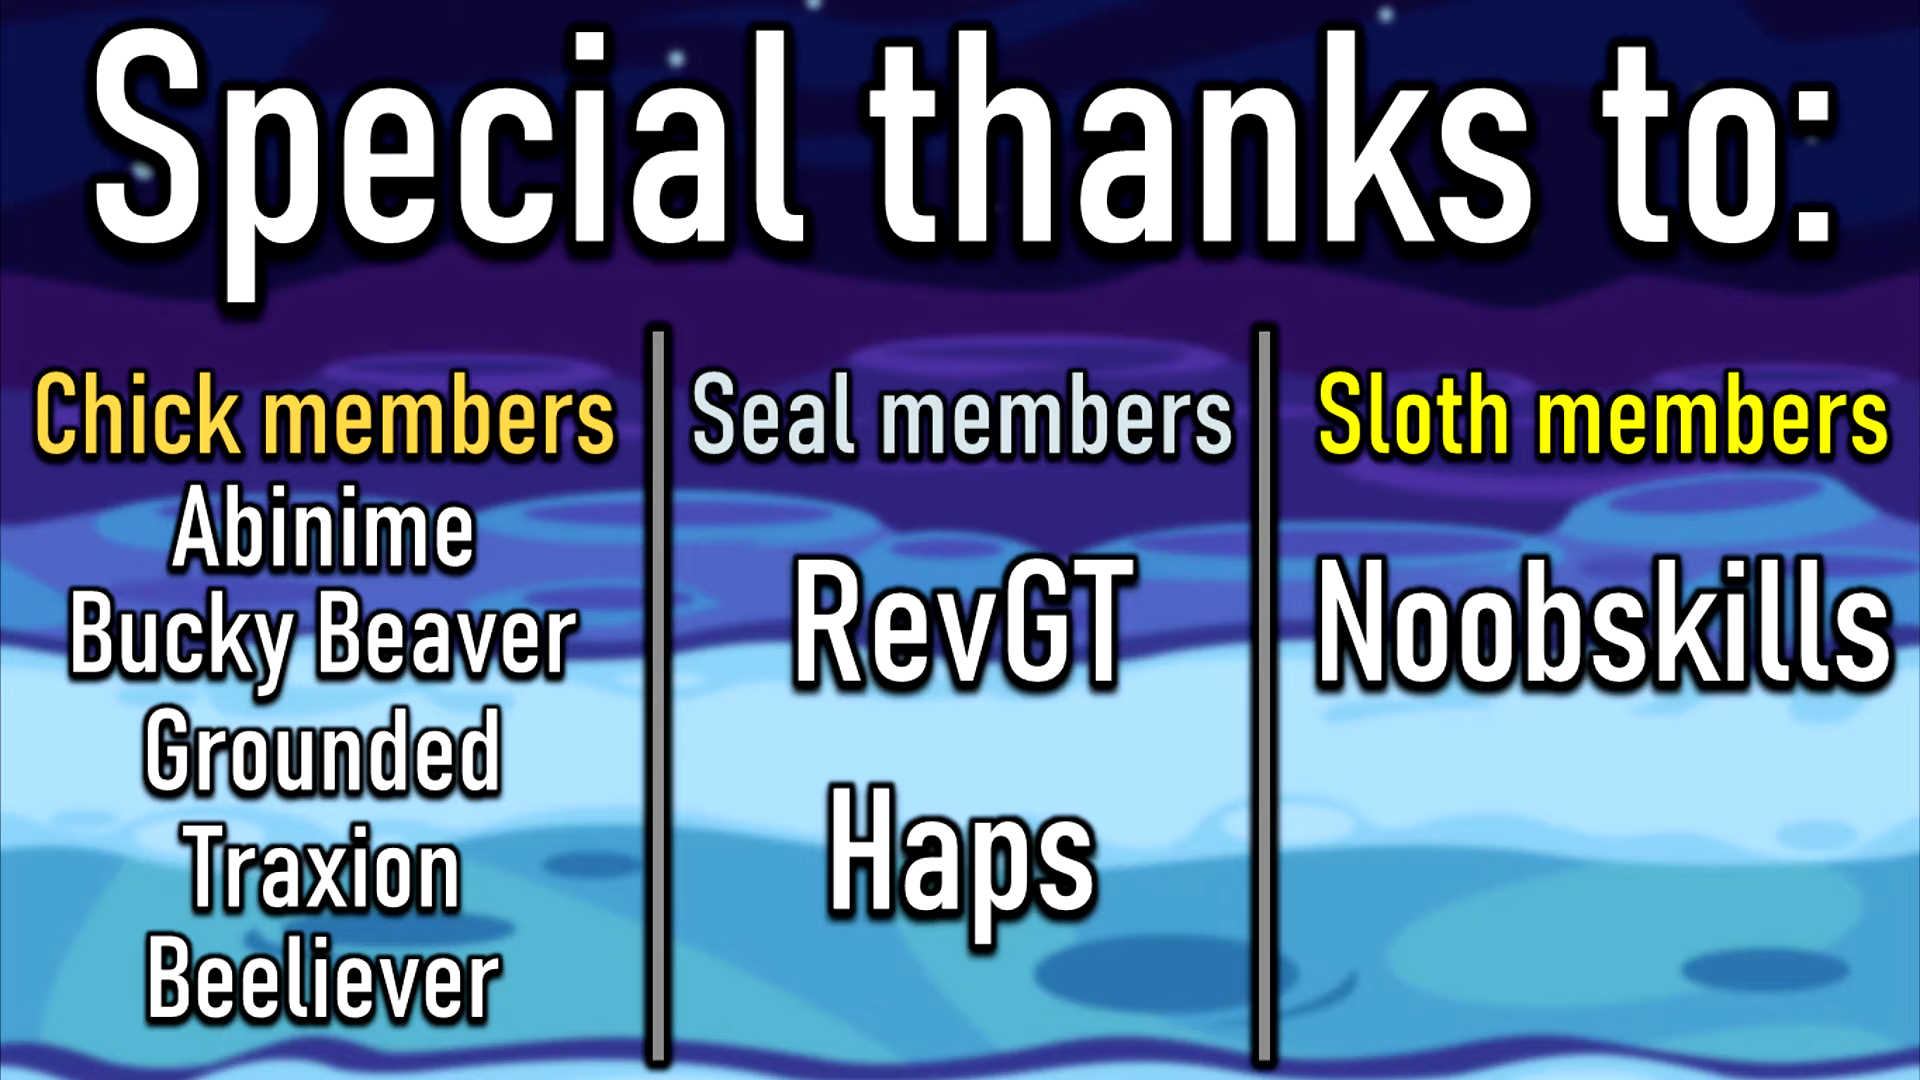 Special thanks to:
Chick members
Abinime
Bucky Beaver
Grounded
Traxion
Beeliever
Seal members
RevGT
Haps
Sloth members
Noobskills